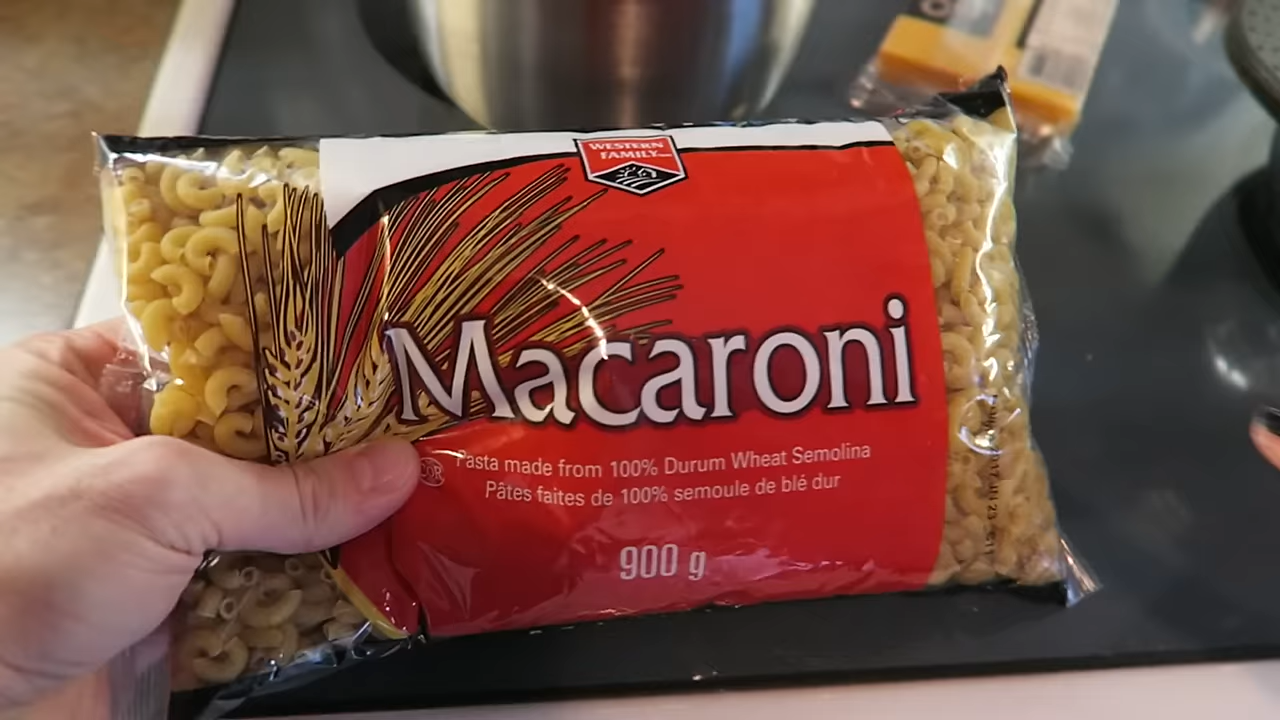 WESTERN
FAMILY
Macaroni
COR
Pasta made from 100% Durum Wheat Semolina
Pâtes faites de 100% semoule de blé dur
900 g